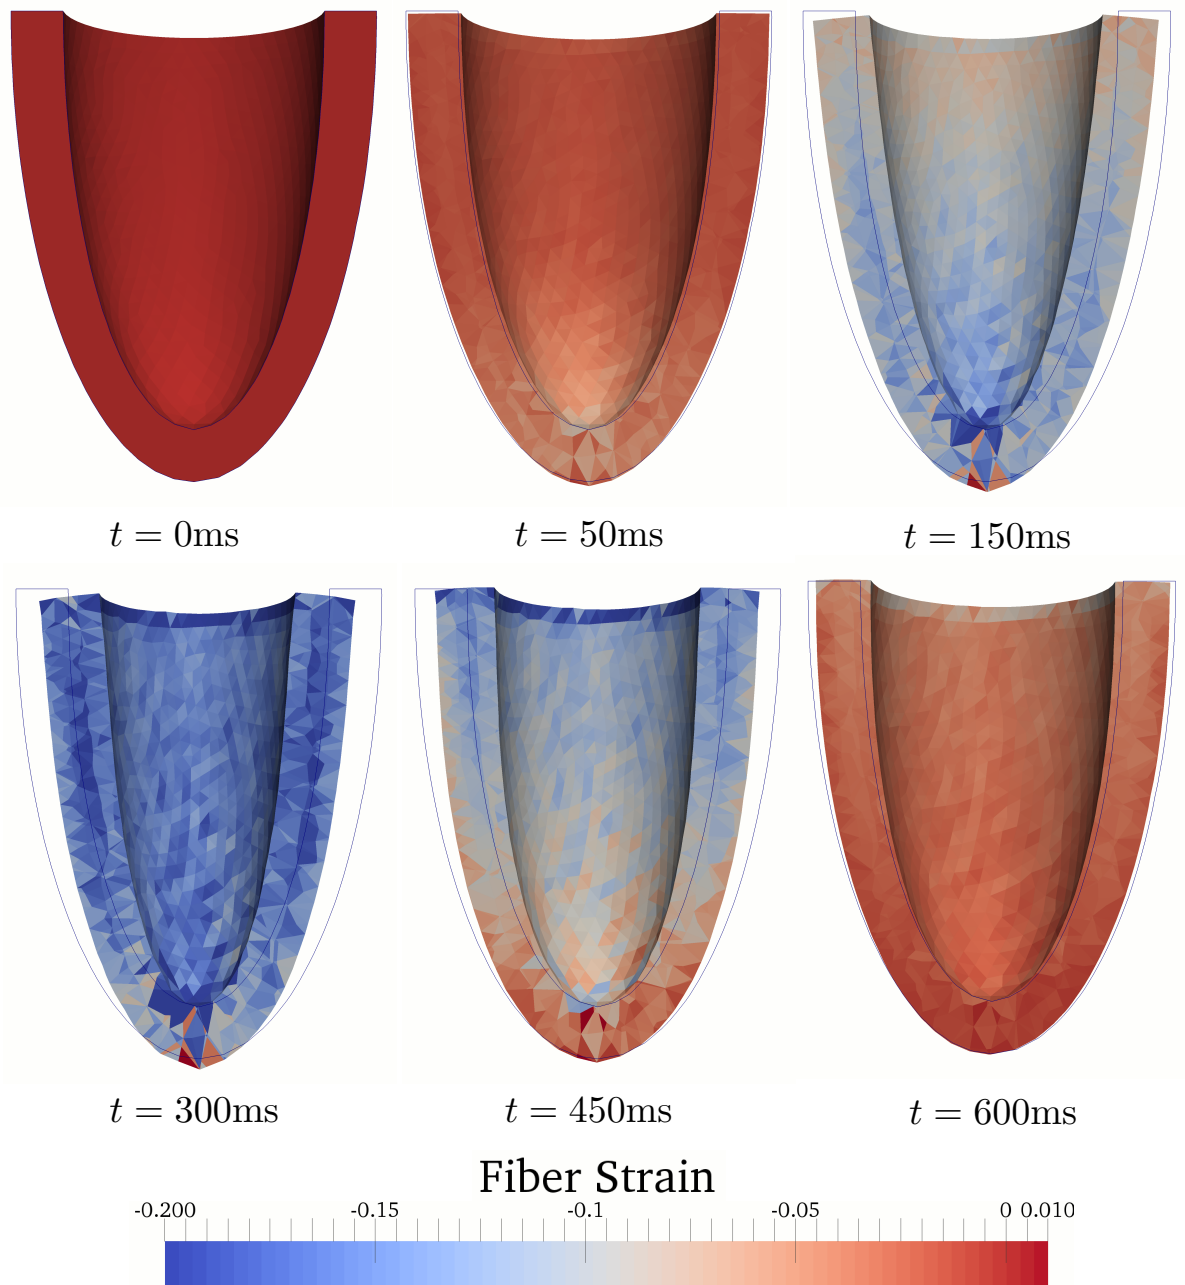 t = 0ms
t = 50ms
t = 150ms
t = 300ms
t = 450ms
t = 600ms
Fiber Strain
-0.200 -0.15 -0.1 -0.05 0 0.010